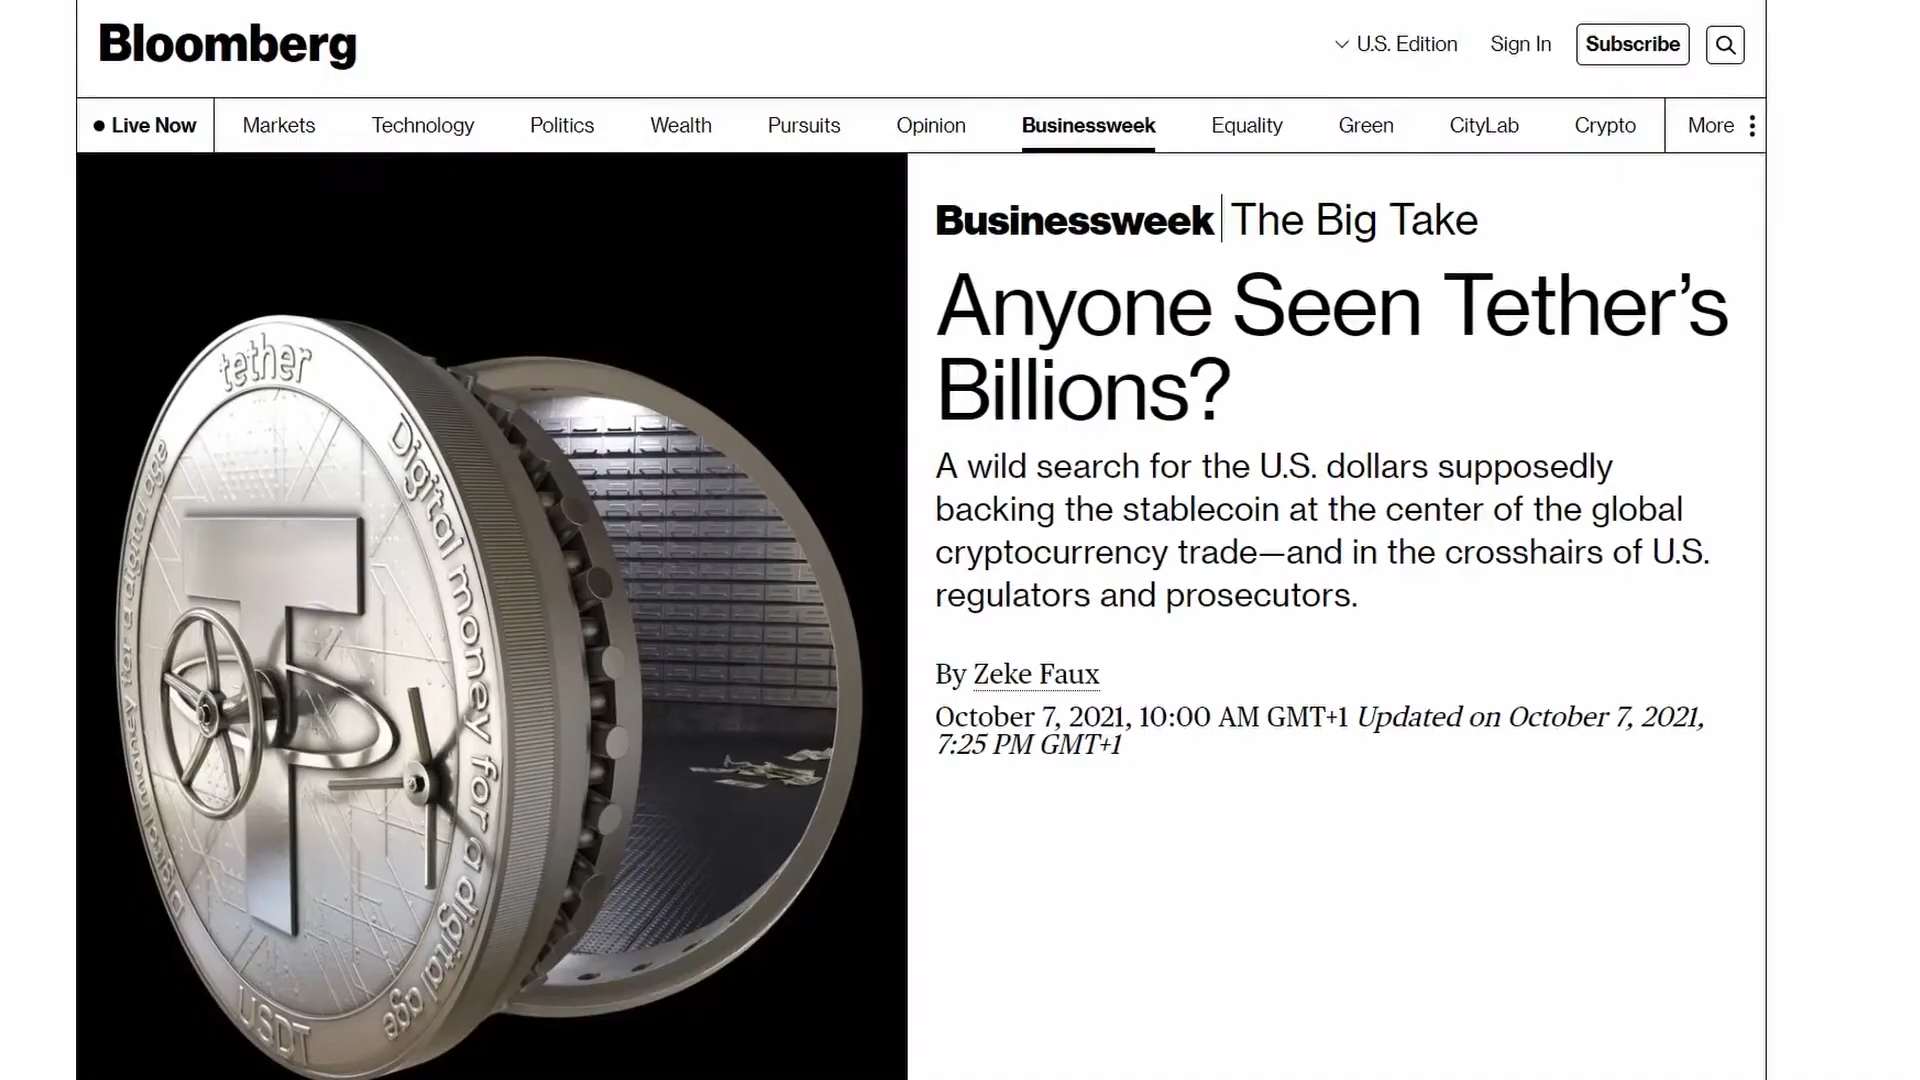 Bloomberg
U.S. Edition
Sign In
Subscribe
Live Now
Markets
Technology
Politics
Wealth
Pursuits
Opinion
Businessweek
Equality
Green
CityLab
Crypto
More
Businessweek | The Big Take
Anyone Seen Tether’s
Billions?
A wild search for the U.S. dollars supposedly
backing the stablecoin at the center of the global
cryptocurrency trade—and in the crosshairs of U.S.
regulators and prosecutors.
By Zeke Faux
October 7, 2021, 10:00 AM GMT+1 Updated on October 7, 2021,
7:25 PM GMT+1
tether
Digital money for a digital age
USDT
Digital money for a digital age